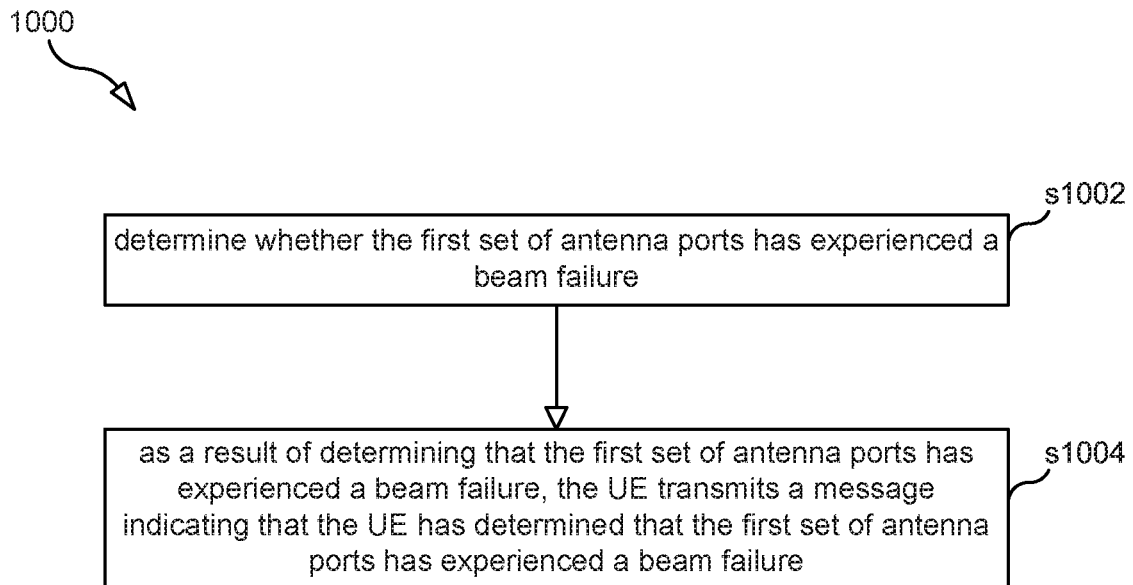 1000
s1002
determine whether the first set of antenna ports has experienced a
beam failure
s1004
as a result of determining that the first set of antenna ports has
experienced a beam failure, the UE transmits a message
indicating that the UE has determined that the first set of antenna
ports has experienced a beam failure